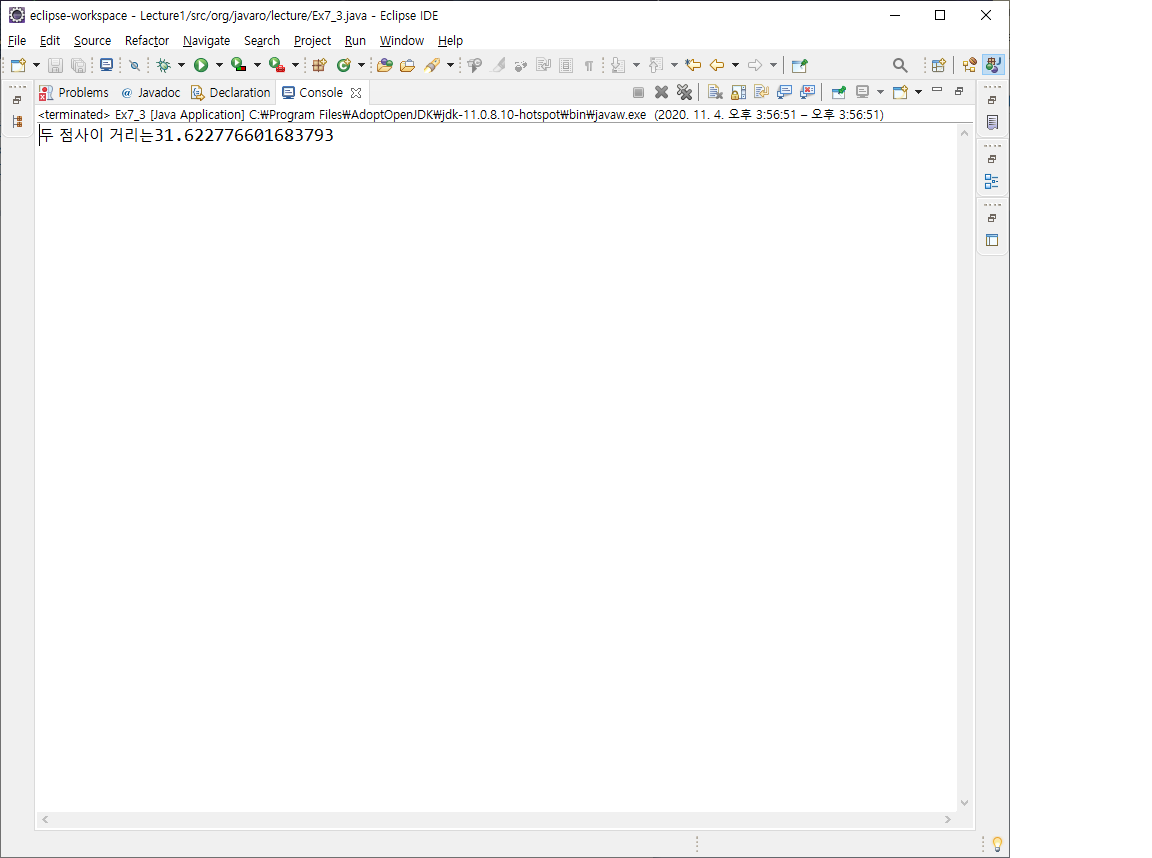 eclipse-workspace - Lecture1/src/org/javaro/lecture/Ex7_3.java - Eclipse IDE
File Edit Source Refactor Navigate Search Project Run Window Help
Problems @ Javadoc Declaration Console
<terminated> Ex7_3 [Java Application] C:₩Program Files₩AdoptOpenJDK₩jdk-11.0.8.10-hotspot₩bin₩javaw.exe (2020. 11. 4. 오후 3:56:51 – 오후 3:56:51)
두 점사이 거리는31.622776601683793